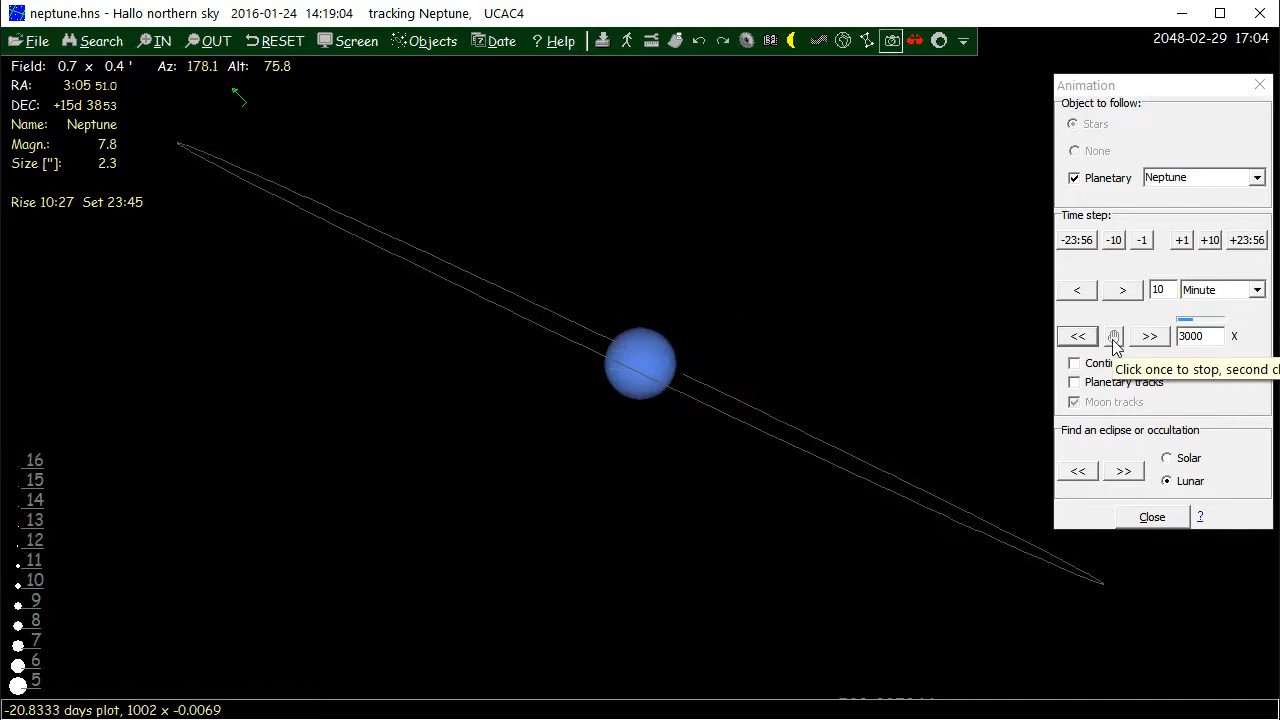 neptune.hns - Hallo northern sky 2016-01-24 14:19:04 tracking Neptune, UCAC4
File Search IN OUT RESET Screen Objects Date ? Help
2048-02-29 17:04
Field: 0.7 x 0.4 ' Az: 178.1 Alt: 75.8
RA: 3:05 51.0
DEC: +15d 3853
Name: Neptune
Magn.: 7.8
Size ["]: 2.3
Rise 10:27 Set 23:45
Animation
Object to follow:
Stars
None
Planetary Neptune
Time step:
-23:56 -10 -1 +1 +10 +23:56
< > 10 Minute
<< >> 3000 X
Conti
Click once to stop, second cl
Planetary tracks
Moon tracks
Find an eclipse or occultation
Solar
<< >>
Lunar
Close ?
16
15
14
13
12
11
10
9
8
7
6
5
-20.8333 days plot, 1002 x -0.0069